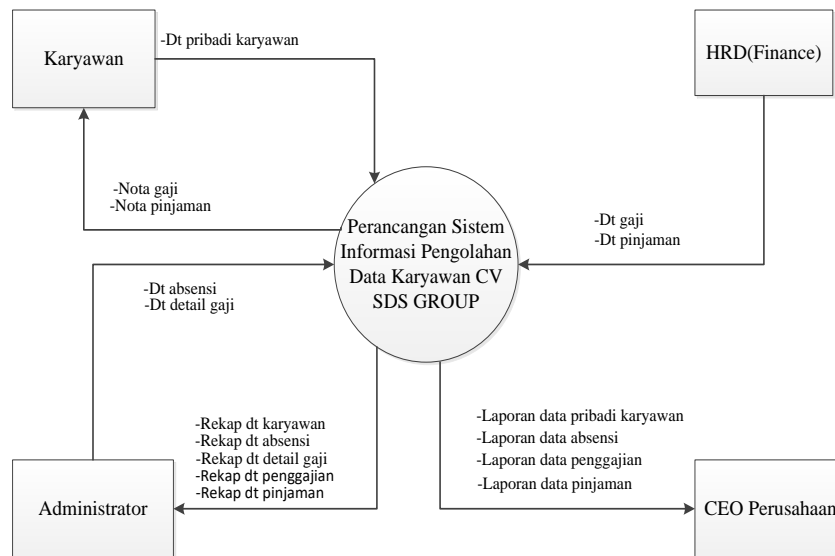 Karyawan
-Dt pribadi karyawan
HRD(Finance)
-Nota gaji
-Nota pinjaman
Perancangan Sistem
Informasi Pengolahan
Data Karyawan CV
SDS GROUP
-Dt gaji
-Dt pinjaman
-Dt absensi
-Dt detail gaji
-Rekap dt karyawan
-Rekap dt absensi
-Rekap dt detail gaji
-Rekap dt penggajian
-Rekap dt pinjaman
-Laporan data pribadi karyawan
-Laporan data absensi
-Laporan data penggajian
-Laporan data pinjaman
Administrator
CEO Perusahaan